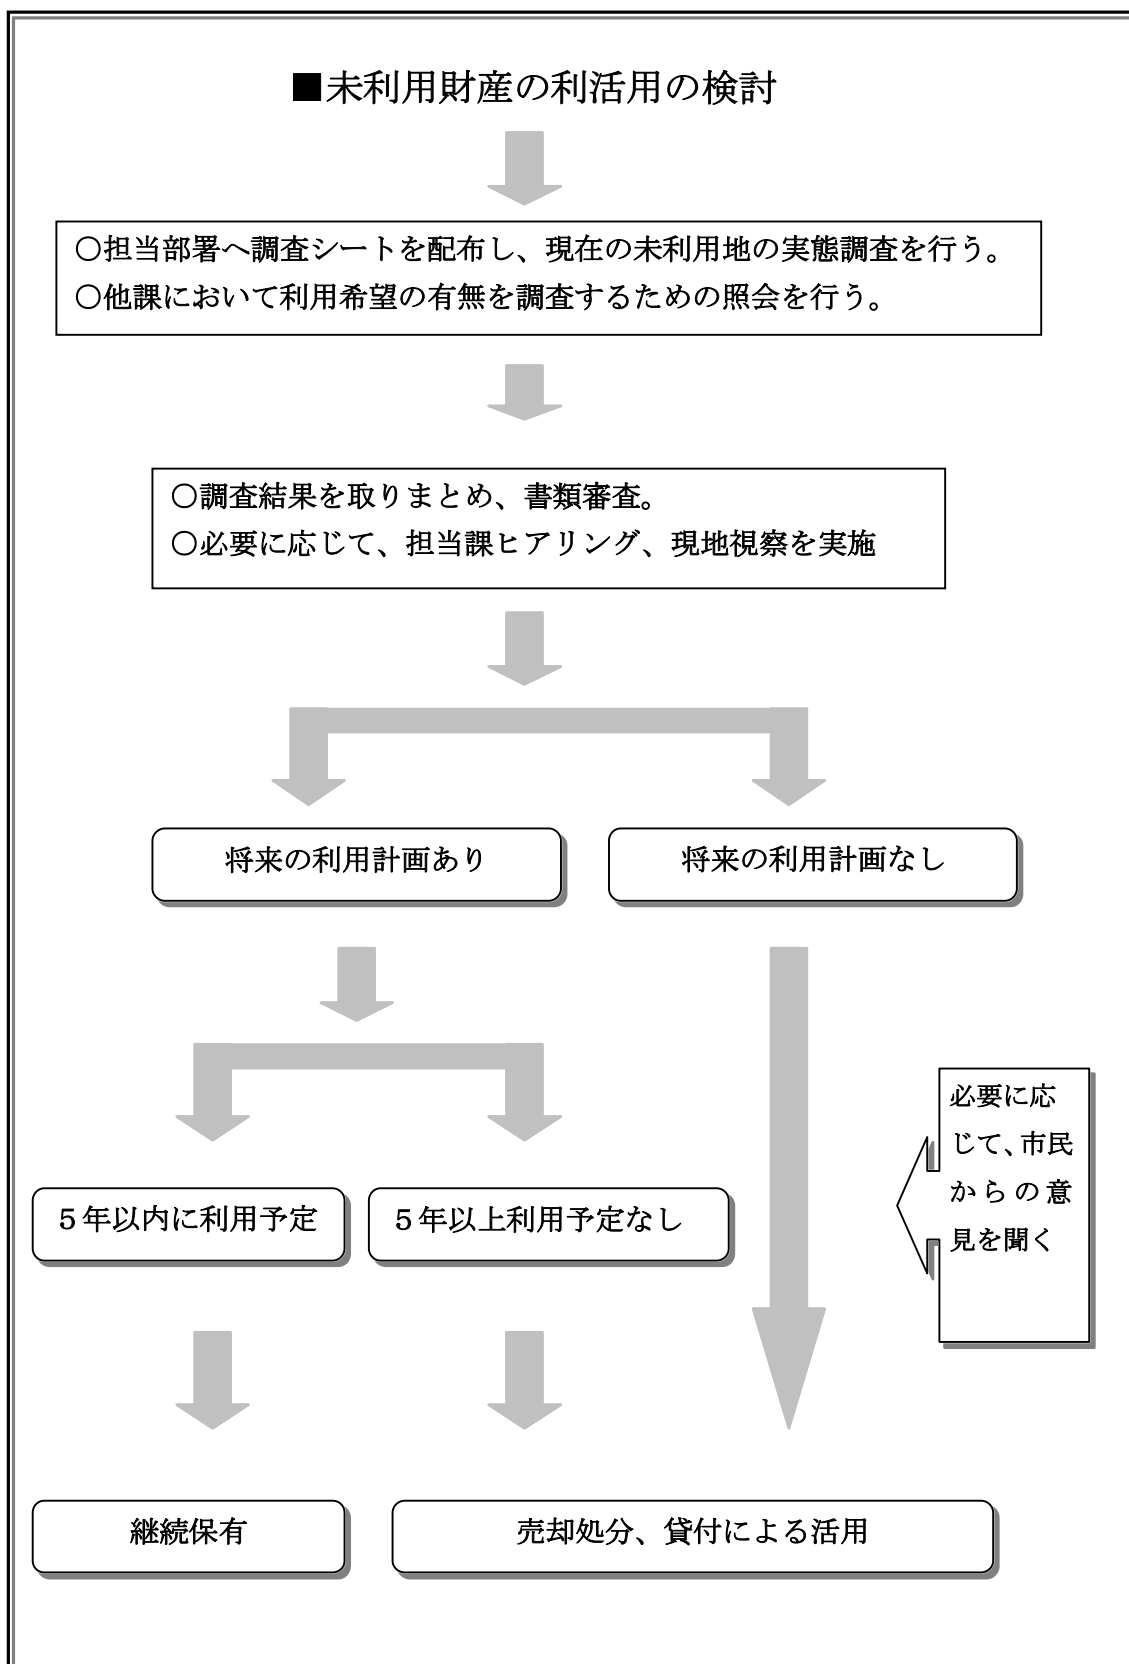 ■未利用財産の利活用の検討
○担当部署へ調査シートを配布し、現在の未利用地の実態調査を行う。
○他課において利用希望の有無を調査するための照会を行う。
○調査結果を取りまとめ、書類審査。
○必要に応じて、担当課ヒアリング、現地視察を実施
将来の利用計画あり
将来の利用計画なし
必要に応
じて、市民
からの意
見を聞く
５年以内に利用予定
５年以上利用予定なし
継続保有
売却処分、貸付による活用